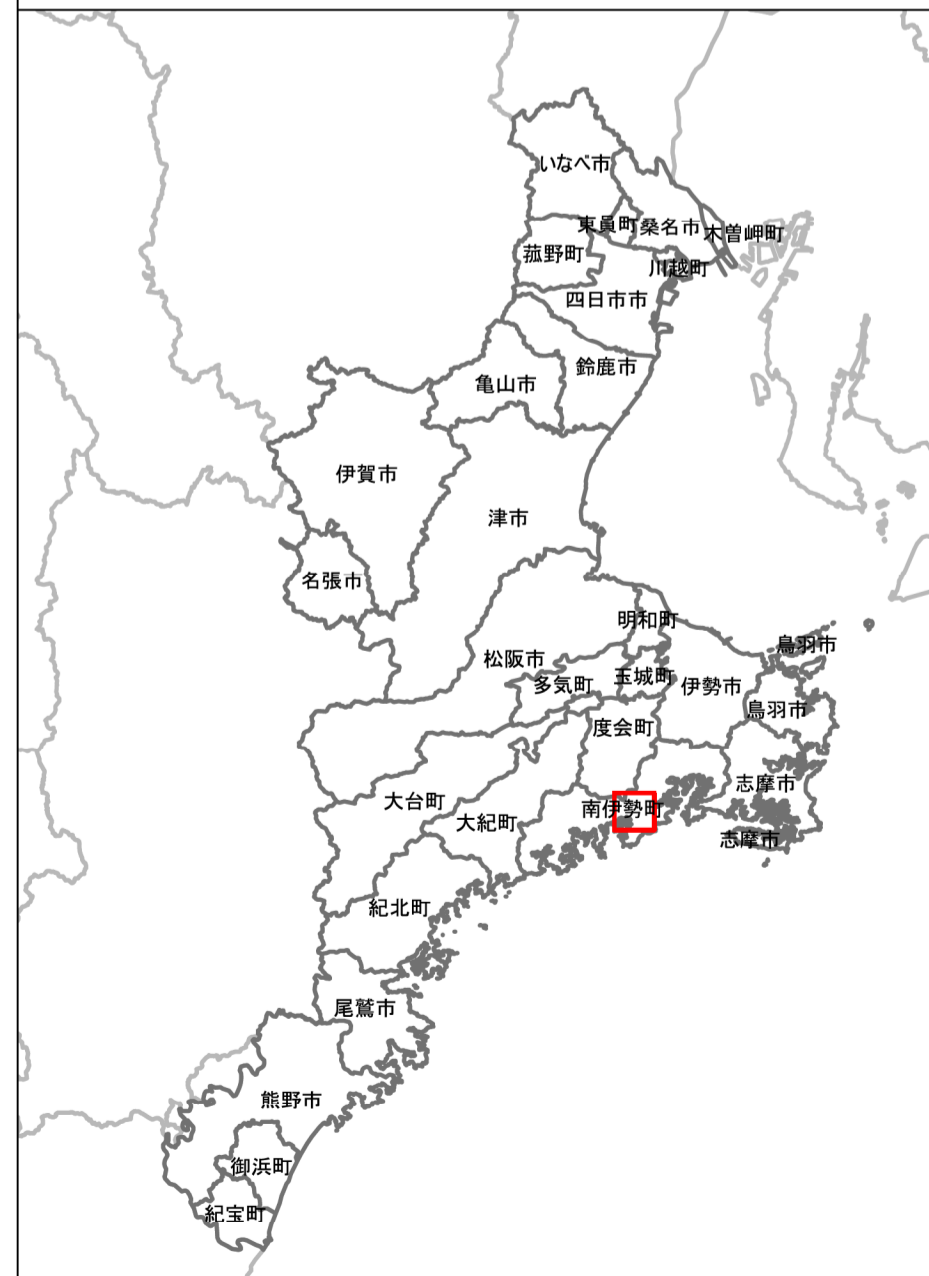 いなべ市
東員町
桑名市
木曽岬町
菰野町
川越町
四日市市
鈴鹿市
亀山市
伊賀市
津市
名張市
明和町
鳥羽市
松阪市
玉城町
多気町
伊勢市
鳥羽市
度会町
志摩市
大台町
南伊勢町
大紀町
志摩市
紀北町
尾鷲市
熊野市
御浜町
紀宝町